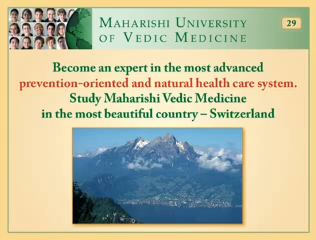 MAHARISHI UNIVERSITY
OF VEDIC MEDICINE
29
Become an expert in the most advanced
prevention-oriented and natural health care system.
Study Maharishi Vedic Medicine
in the most beautiful country – Switzerland